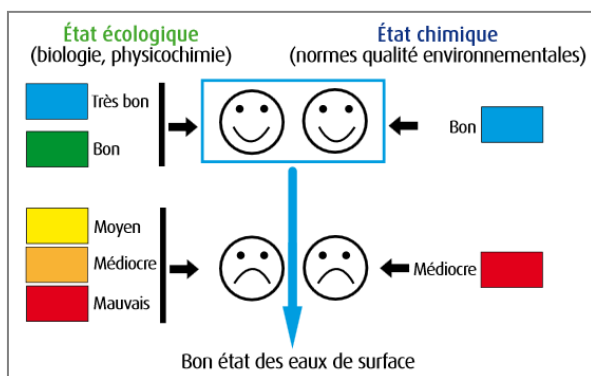 État écologique
(biologie, physicochimie)
État chimique
(normes qualité environnementales)
Très bon
Bon
Bon
Moyen
Médiocre
Mauvais
Médiocre
Bon état des eaux de surface